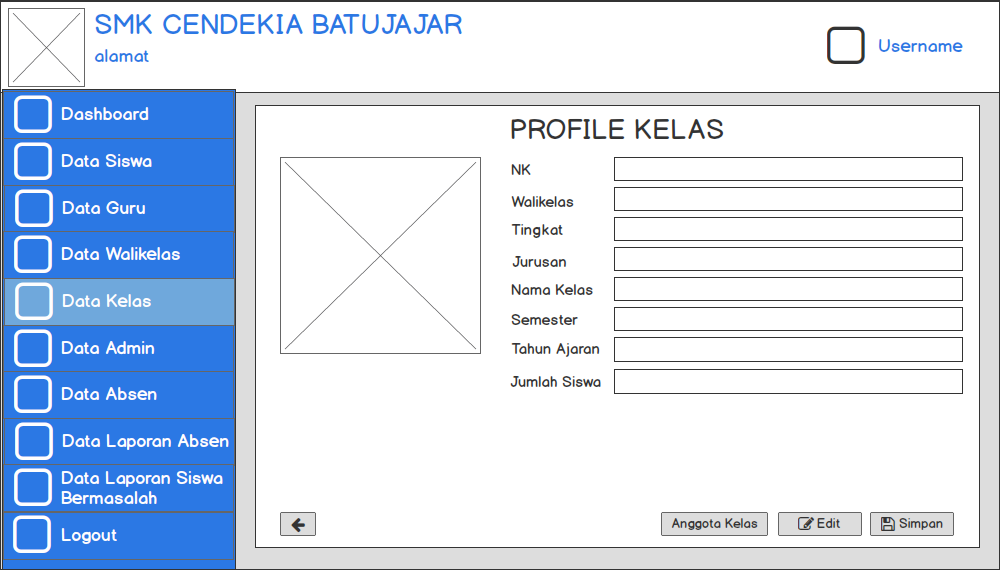 SMK CENDEKIA BATUJAJAR
alamat
Username
Dashboard
Data Siswa
Data Guru
Data Walikelas
Data Kelas
Data Admin
Data Absen
Data Laporan Absen
Data Laporan Siswa
Bermasalah
Logout
PROFILE KELAS
NK
Walikelas
Tingkat
Jurusan
Nama Kelas
Semester
Tahun Ajaran
Jumlah Siswa
Anggota Kelas
Edit
Simpan